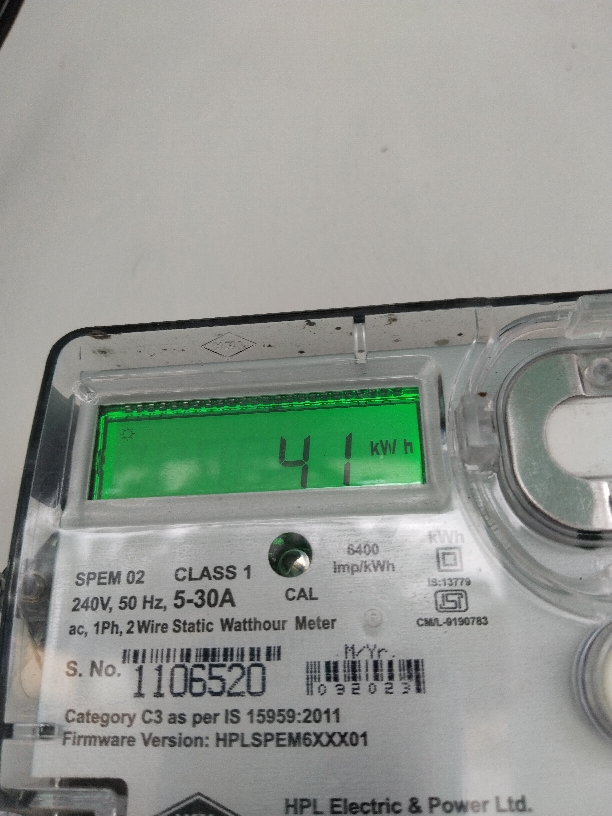 41 kWh
6400
imp/kWh
kWh
SPEM 02 CLASS 1
240V, 50 Hz, 5-30A
CAL
IS:13779
ac, 1Ph, 2 Wire Static Watthour Meter
CM/L-9190783
S. No. 1106520
M/Yr.
092023
Category C3 as per IS 15959:2011
Firmware Version: HPLSPEM6XXX01
HPL Electric & Power Ltd.